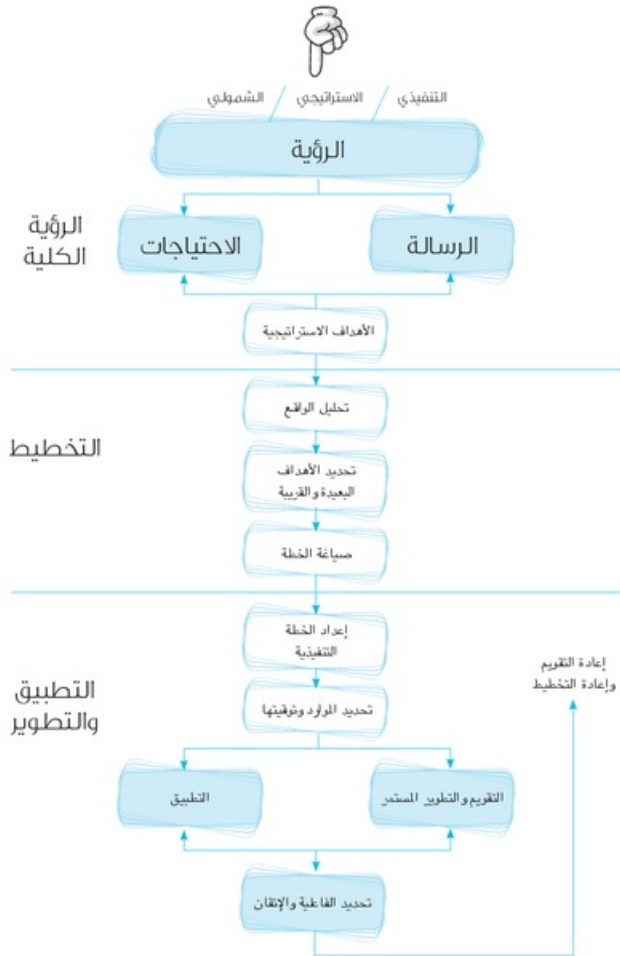 التنفيذي / الاستراتيجي / الشمولي
الرؤية
الرؤية
الكلية
الرسالة
الاحتياجات
الأهداف الاستراتيجية
التخطيط
تحليل الواقع
تحديد الأهداف
البعيدة والقريبة
صياغة الخطة
التطبيق
والتطوير
إعداد الخطة
التنفيذية
إعادة التقويم
وإعادة التخطيط
تحديد الموارد وتوقيتها
التقويم والتطوير المستمر
التطبيق
تحديد الفاعلية والإتقان